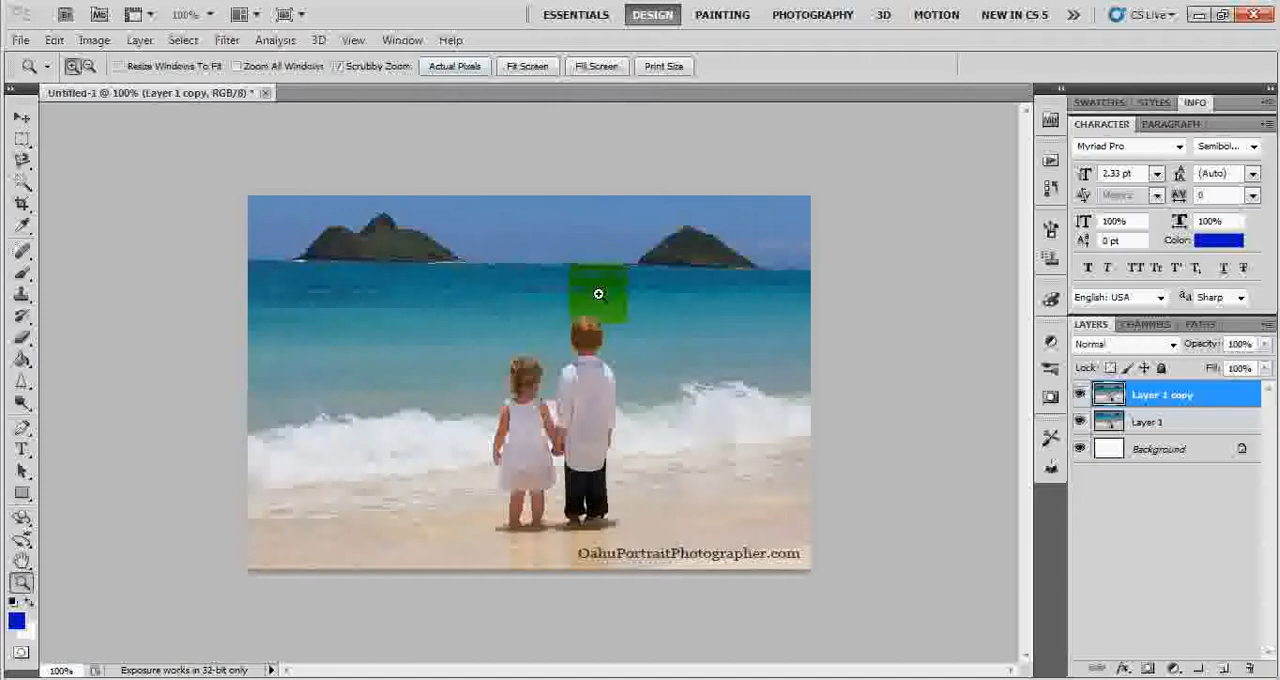 Br Mb 100% ESSENTIALS DESIGN PAINTING PHOTOGRAPHY 3D MOTION NEW IN CS 5 CS Live
File Edit Image Layer Select Filter Analysis 3D View Window Help
Resize Windows To Fit Zoom All Windows Scrubby Zoom Actual Pixels Fit Screen Fill Screen Print Size
Untitled-1 @ 100% (Layer 1 copy, RGB/8) *
SWATCHES STYLES INFO
CHARACTER PARAGRAPH
Myriad Pro Semibol...
2.33 pt (Auto)
Metrics 0
100% 100%
0 pt Color:
English: USA Sharp
LAYERS CHANNELS PATHS
Normal Opacity: 100%
Lock: Fill: 100%
Layer 1 copy
Layer 1
Background
OahuPortraitPhotographer.com
100% Exposure works in 32-bit only